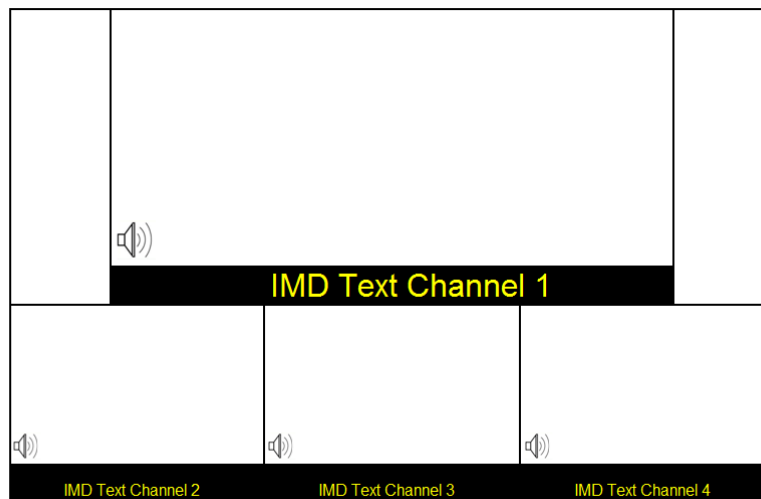 IMD Text Channel 1
IMD Text Channel 2
IMD Text Channel 3
IMD Text Channel 4